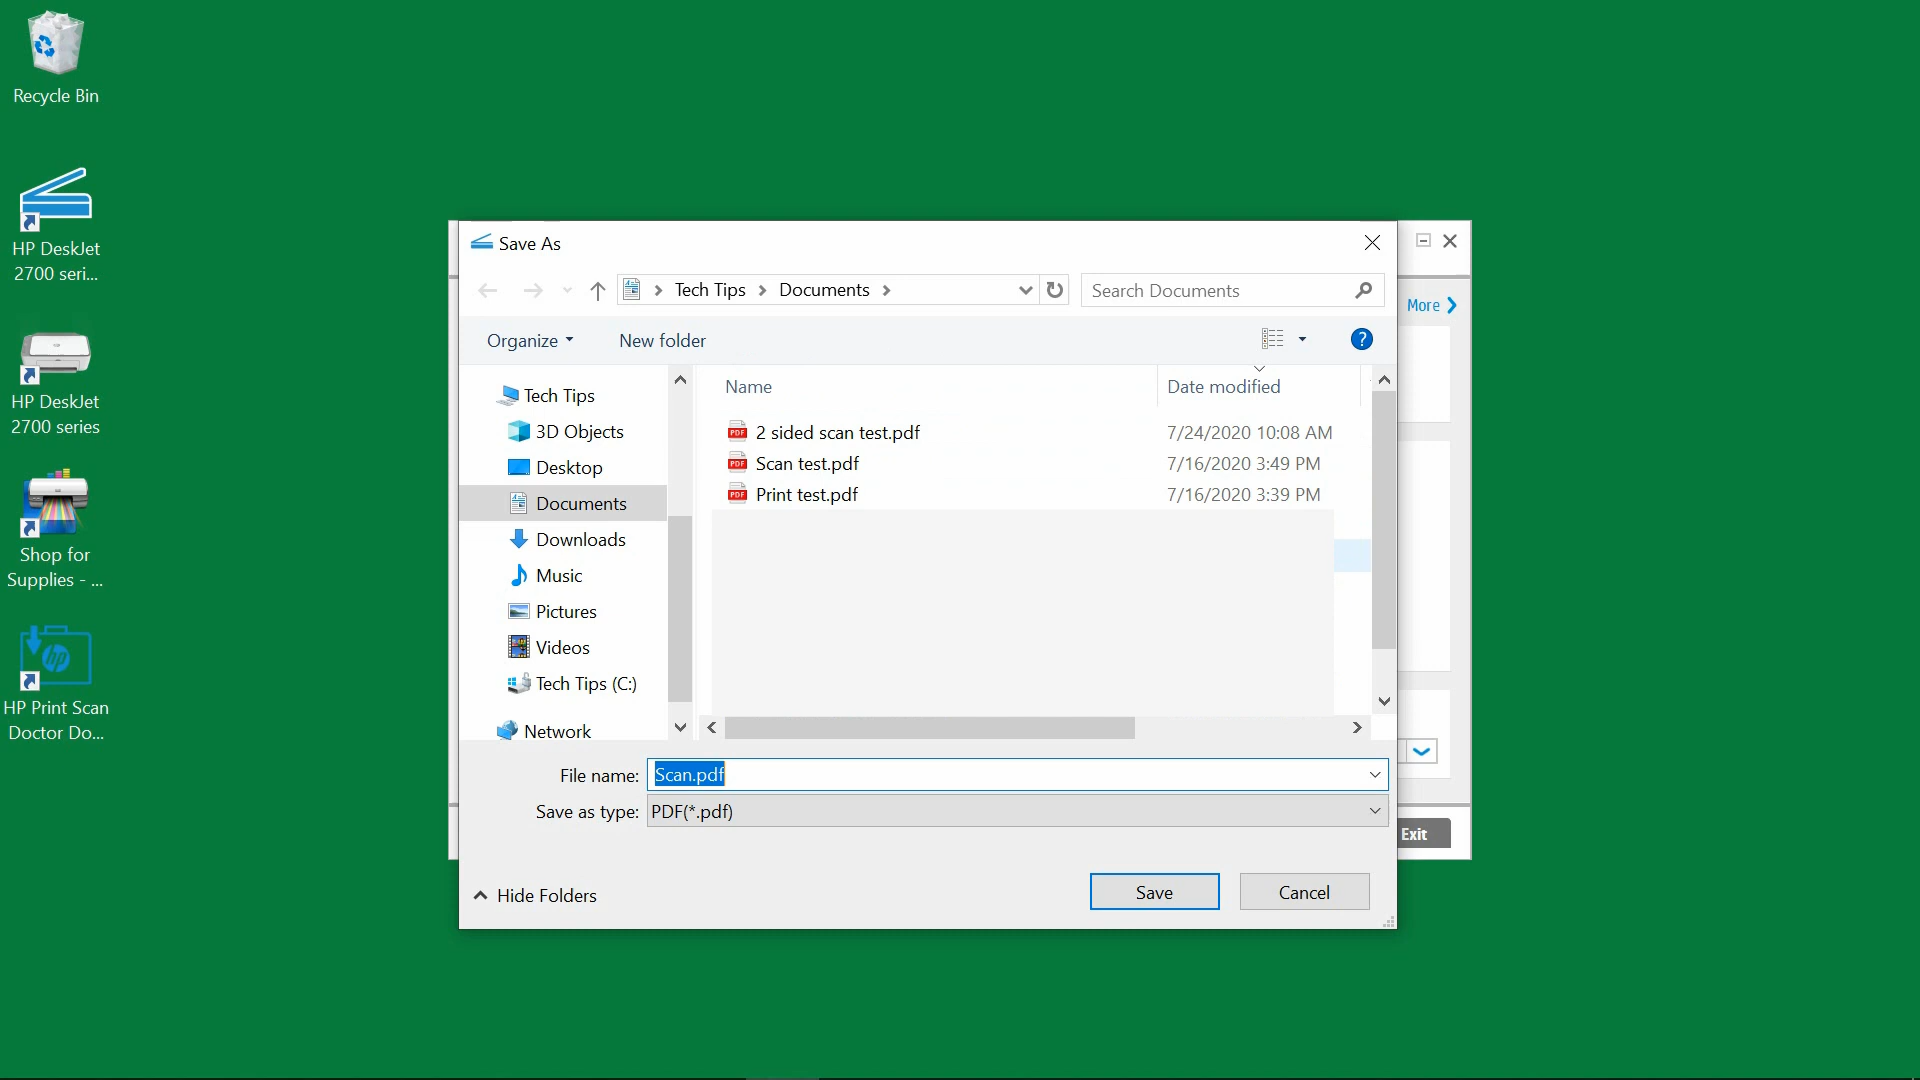 Recycle Bin
HP DeskJet
2700 seri...
HP DeskJet
2700 series
Shop for
Supplies - ...
hp
HP Print Scan
Doctor Do...
Save As
Tech Tips
Documents
Search Documents
More
Organize
New folder
?
Tech Tips
3D Objects
Desktop
Documents
Downloads
Music
Pictures
Videos
Tech Tips (C:)
Network
Name
Date modified
PDF 2 sided scan test.pdf 7/24/2020 10:08 AM
PDF Scan test.pdf 7/16/2020 3:49 PM
PDF Print test.pdf 7/16/2020 3:39 PM
File name: Scan.pdf
Save as type: PDF(*.pdf)
Exit
Hide Folders
Save
Cancel